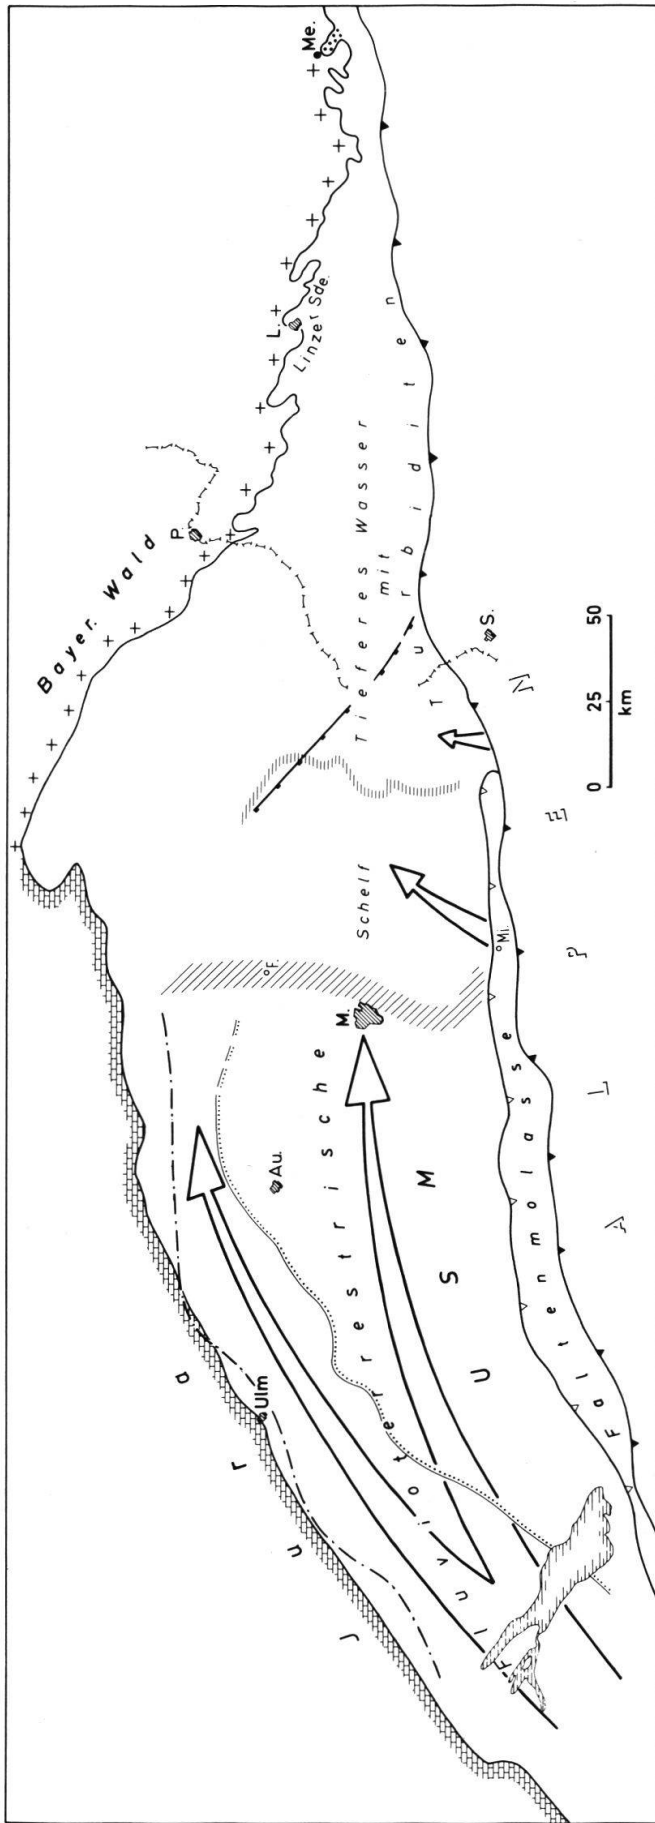 Bayer. Wald
P.
L.
Linzer Sde.
Me.
Jura
Ulm
Au.
F.
M.
Schelf
Tieferes Wasser
mit
Turbiditen
Fluvioterrestrische
USM
Mi.
S.
Faltenmolasse
ALPEN
0 25 50
km